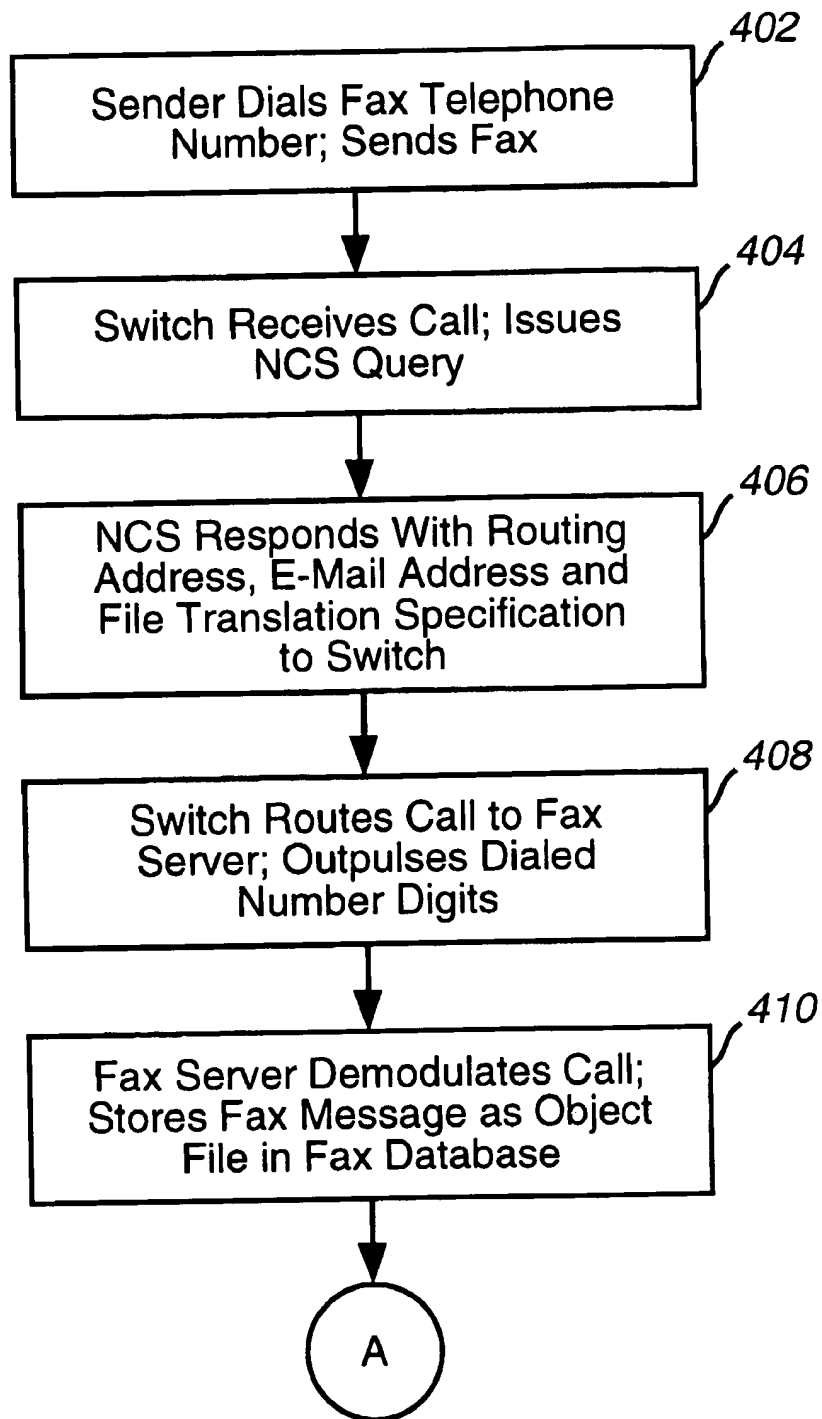 402
Sender Dials Fax Telephone
Number; Sends Fax
404
Switch Receives Call; Issues
NCS Query
406
NCS Responds With Routing
Address, E-Mail Address and
File Translation Specification
to Switch
408
Switch Routes Call to Fax
Server; Outpulses Dialed
Number Digits
410
Fax Server Demodulates Call;
Stores Fax Message as Object
File in Fax Database
A